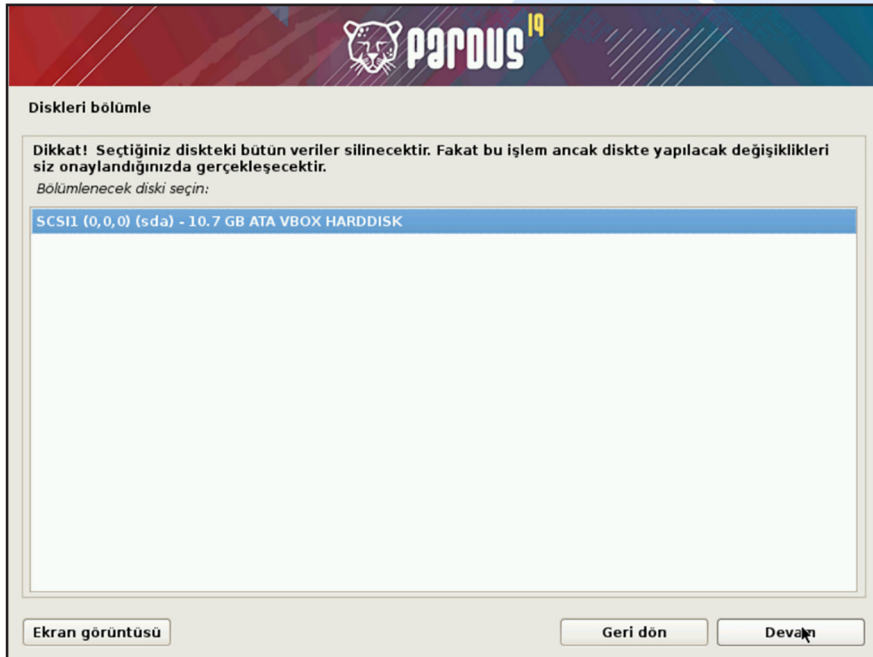 pardus 19
Diskleri bölümle
Dikkat!  Seçtiğiniz diskteki bütün veriler silinecektir. Fakat bu işlem ancak diskte yapılacak değişiklikleri
siz onaylandığınızda gerçekleşecektir.
Bölümlenecek diski seçin:
SCSI1 (0,0,0) (sda) - 10.7 GB ATA VBOX HARDDISK
Ekran görüntüsü
Geri dön
Devam